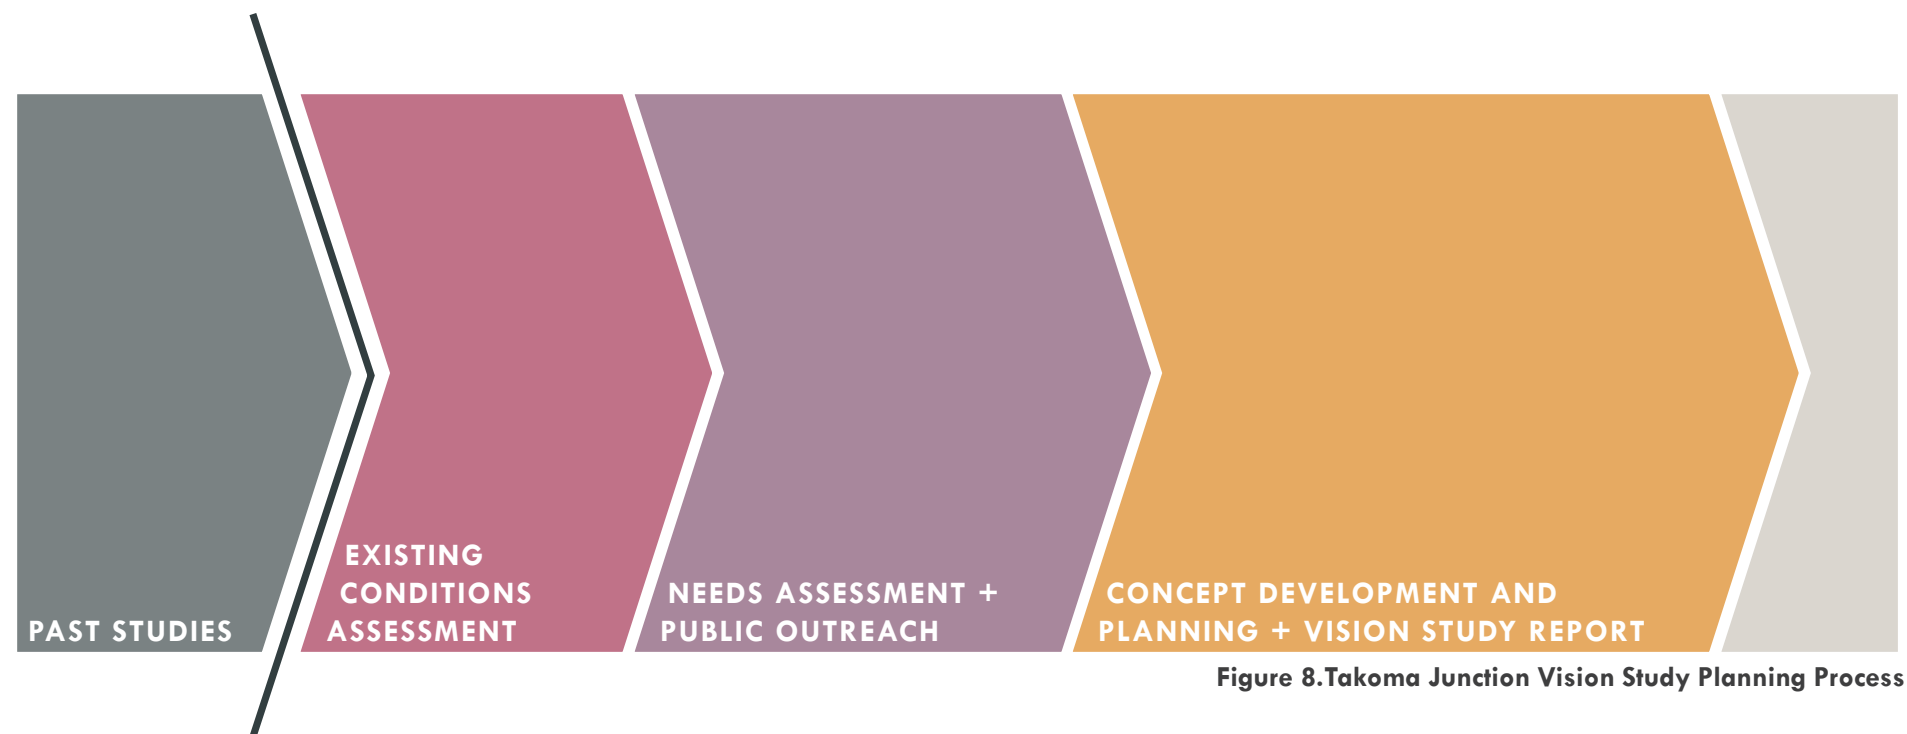 PAST STUDIES
EXISTING
CONDITIONS
ASSESSMENT
NEEDS ASSESSMENT +
PUBLIC OUTREACH
CONCEPT DEVELOPMENT AND
PLANNING + VISION STUDY REPORT
Figure 8.Takoma Junction Vision Study Planning Process